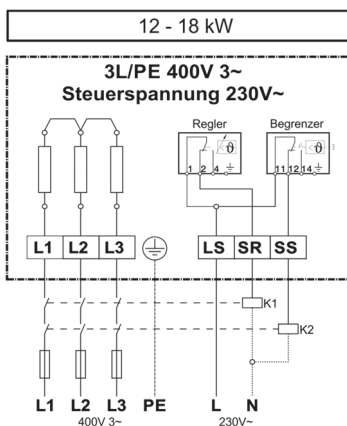 12 - 18 kW
3L/PE 400V 3~
Steuerspannung 230V~
Regler Begrenzer
ϑ ϑ
1 2 4 11 12 14
L1 L2 L3 LS SR SS
K1
K2
L1 L2 L3 PE L N
400V 3~ 230V~